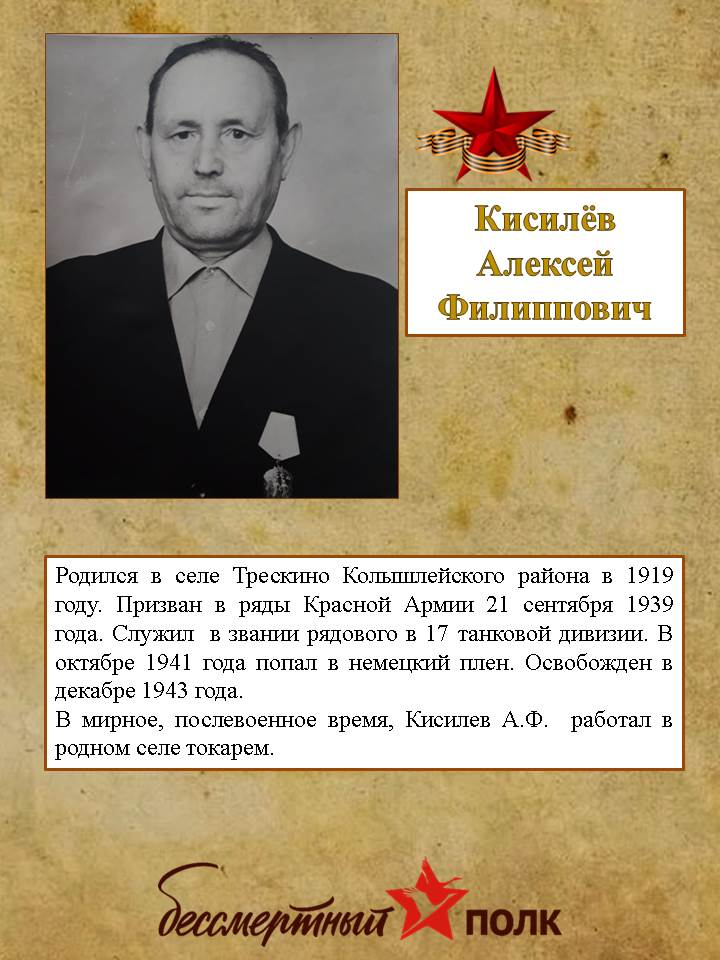 Кисилёв
Алексей
Филиппович
Родился в селе Трескино Колышлейского района в 1919
году. Призван в ряды Красной Армии 21 сентября 1939
года. Служил в звании рядового в 17 танковой дивизии. В
октябре 1941 года попал в немецкий плен. Освобожден в
декабре 1943 года.
В мирное, послевоенное время, Кисилев А.Ф. работал в
родном селе токарем.
бессмертный ПОЛК